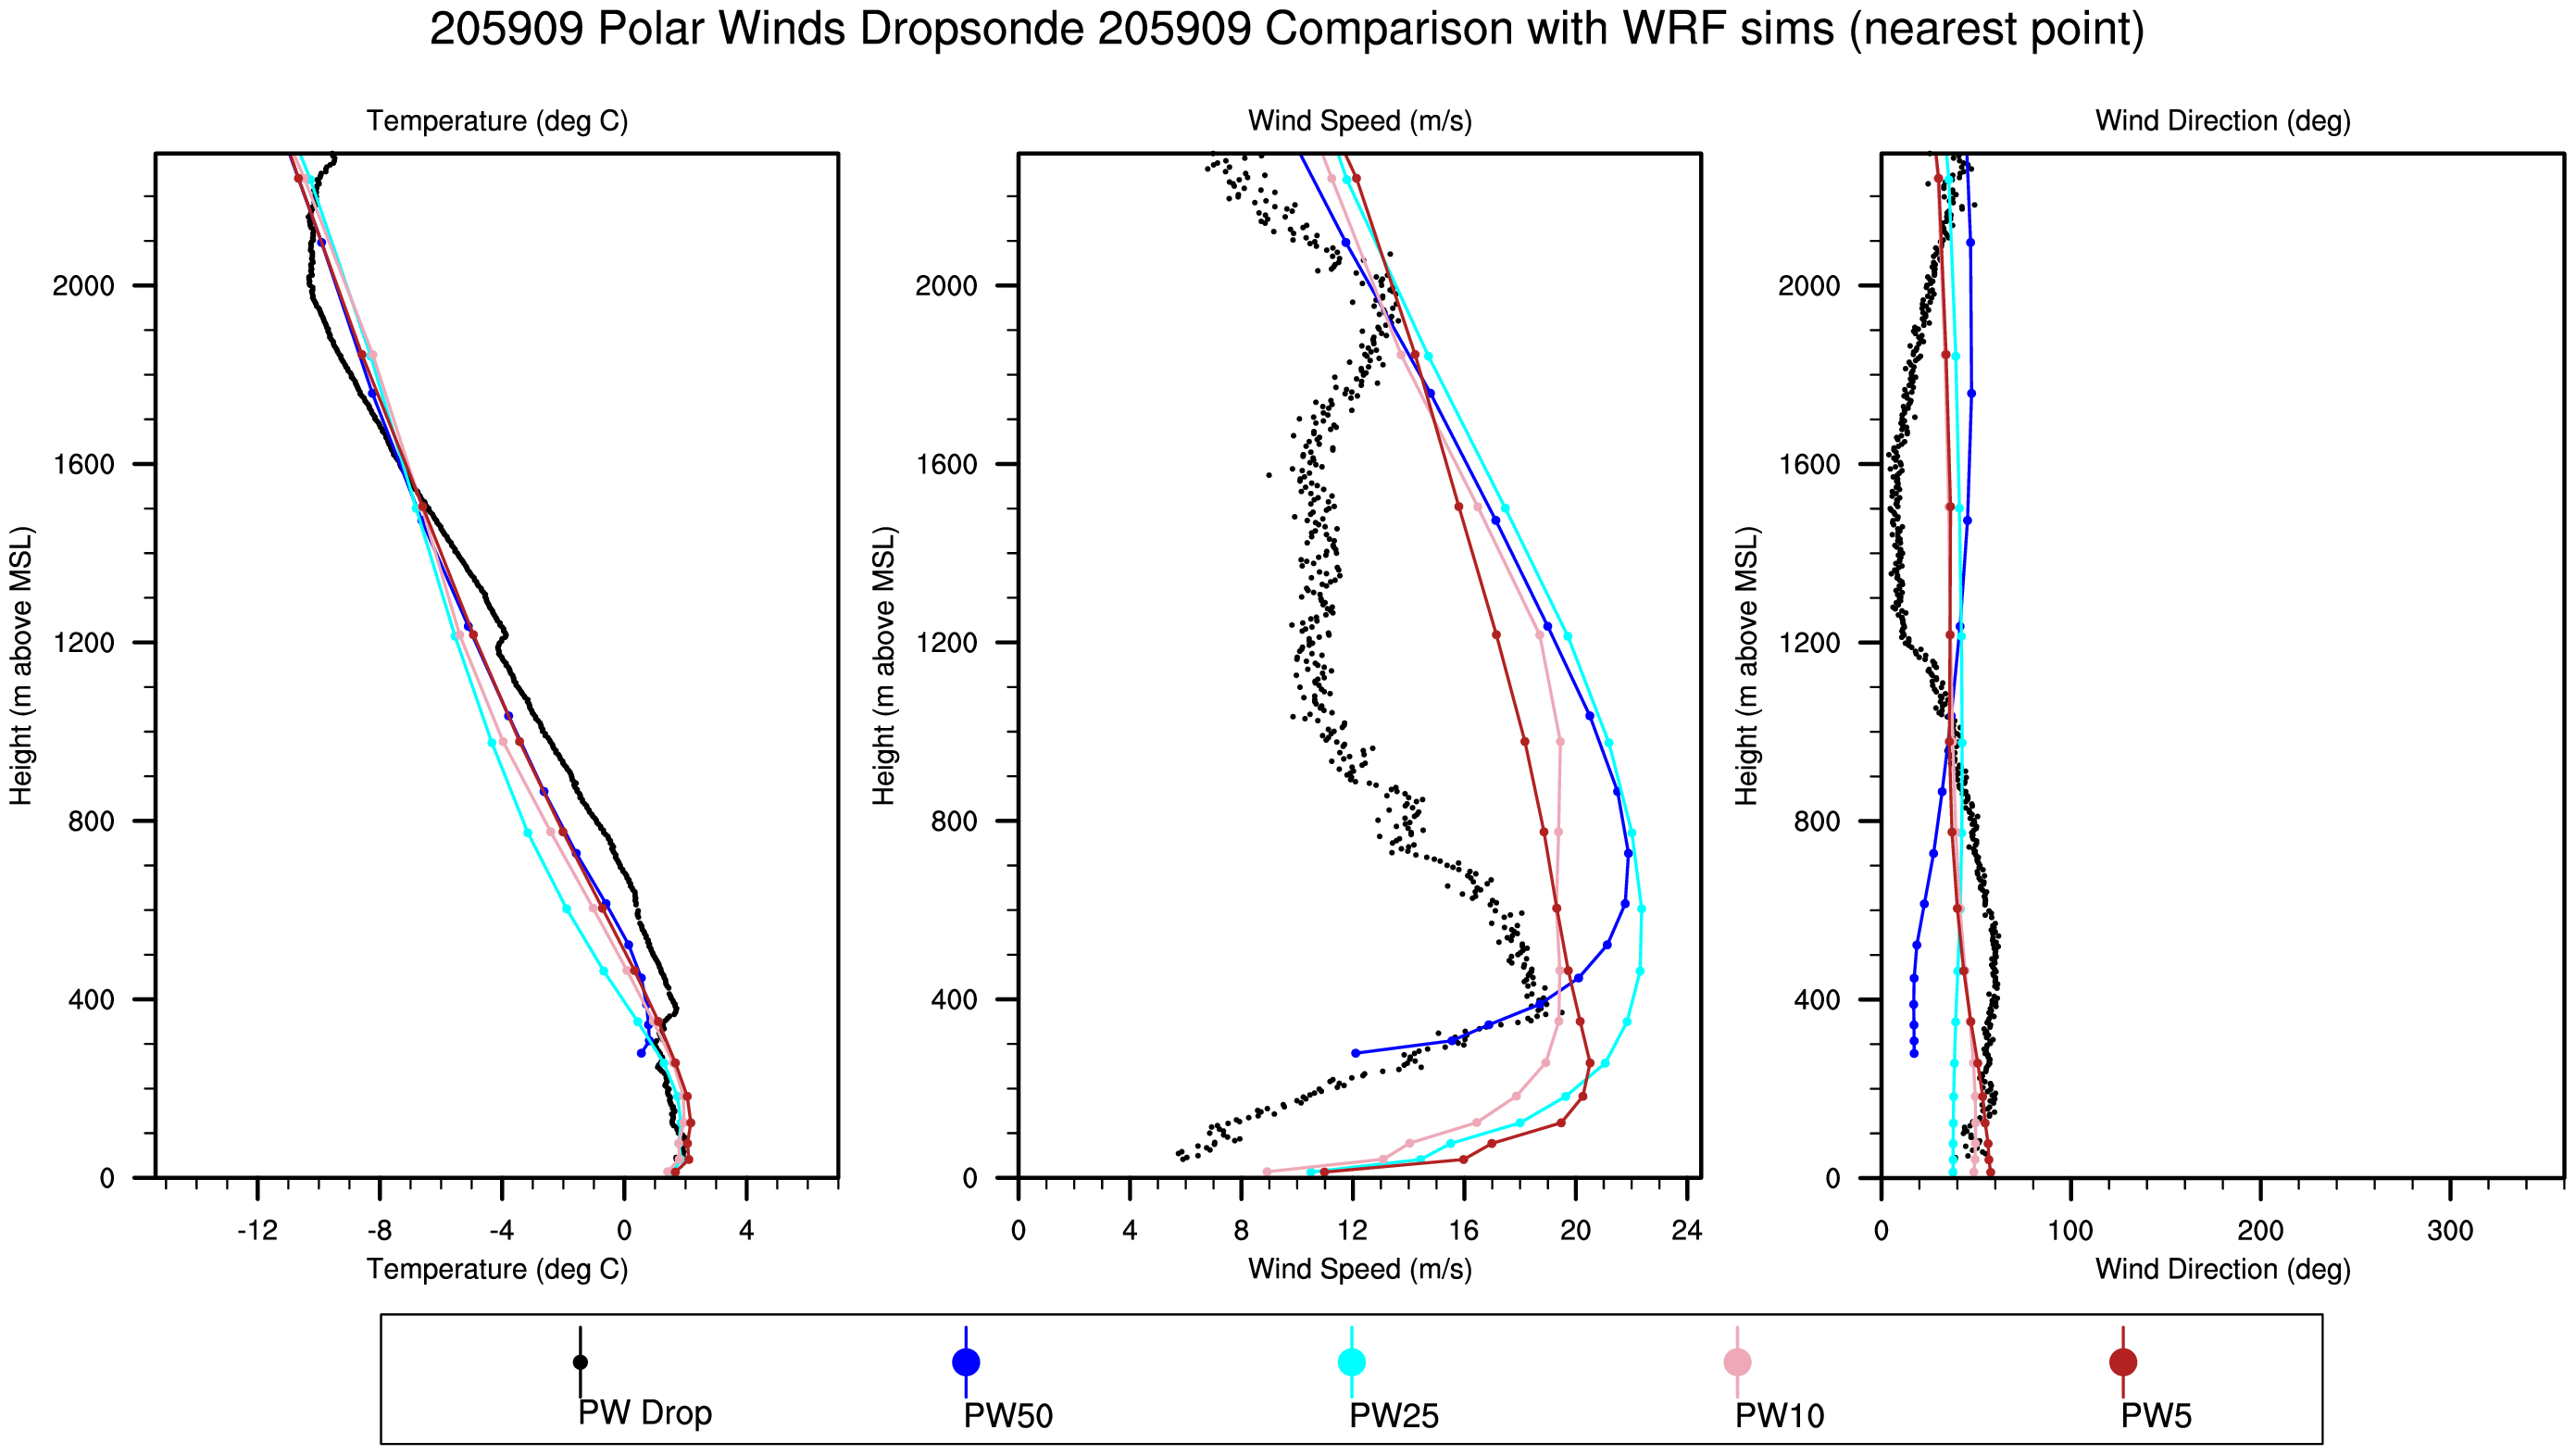 205909 Polar Winds Dropsonde 205909 Comparison with WRF sims (nearest point)
Temperature (deg C)
Wind Speed (m/s)
Wind Direction (deg)
Height (m above MSL)
2000
1600
1200
800
400
0
-12 -8 -4 0 4
Temperature (deg C)
Height (m above MSL)
2000
1600
1200
800
400
0
0 4 8 12 16 20 24
Wind Speed (m/s)
Height (m above MSL)
2000
1600
1200
800
400
0
0 100 200 300
Wind Direction (deg)
PW Drop PW50 PW25 PW10 PW5